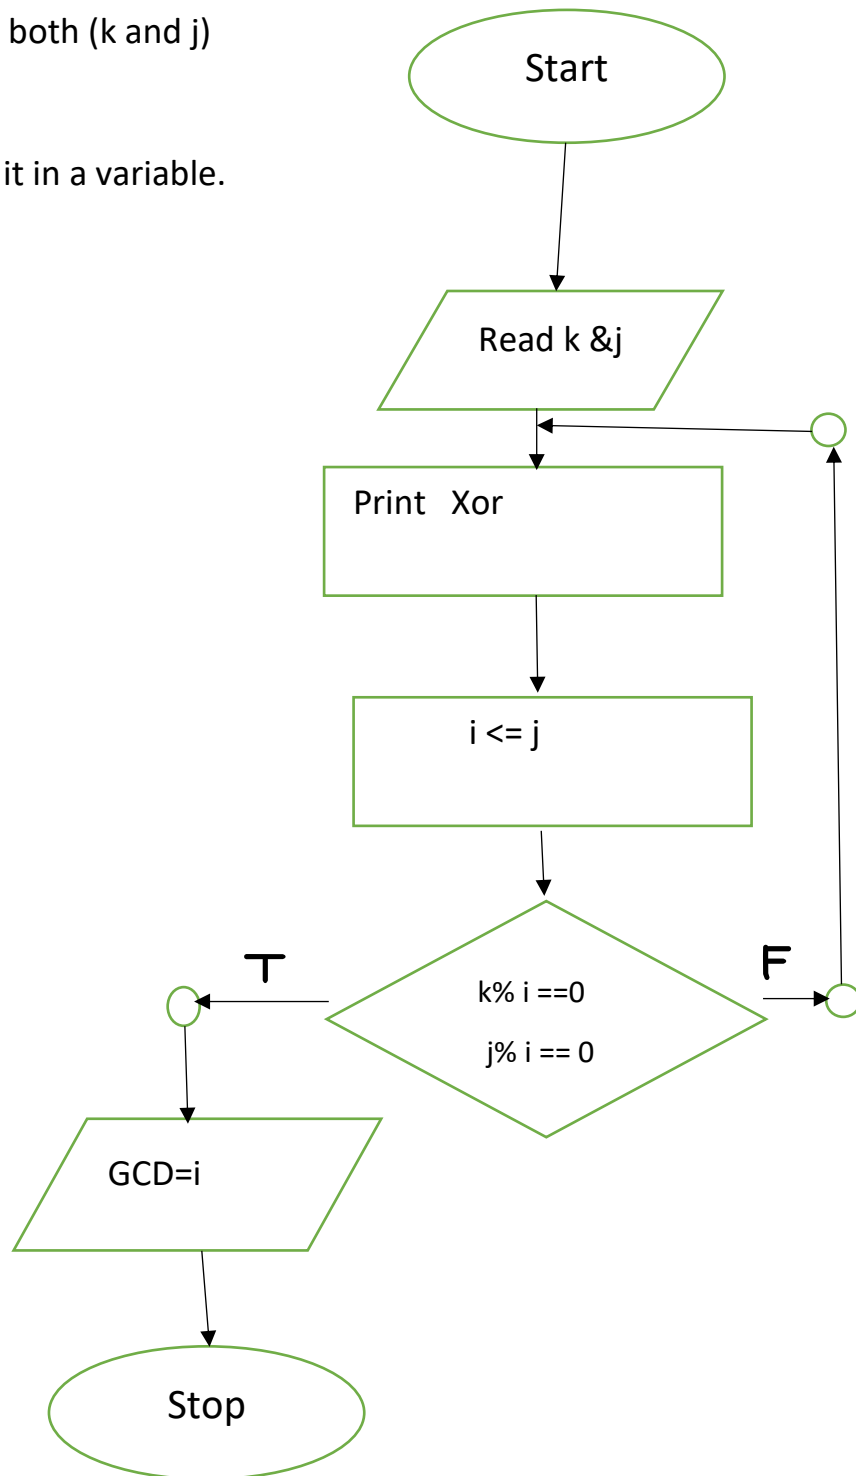 both (k and j)
Start
it in a variable.
Read k &j
Print   Xor
i <= j
T
F
k% i ==0
j% i == 0
GCD=i
Stop